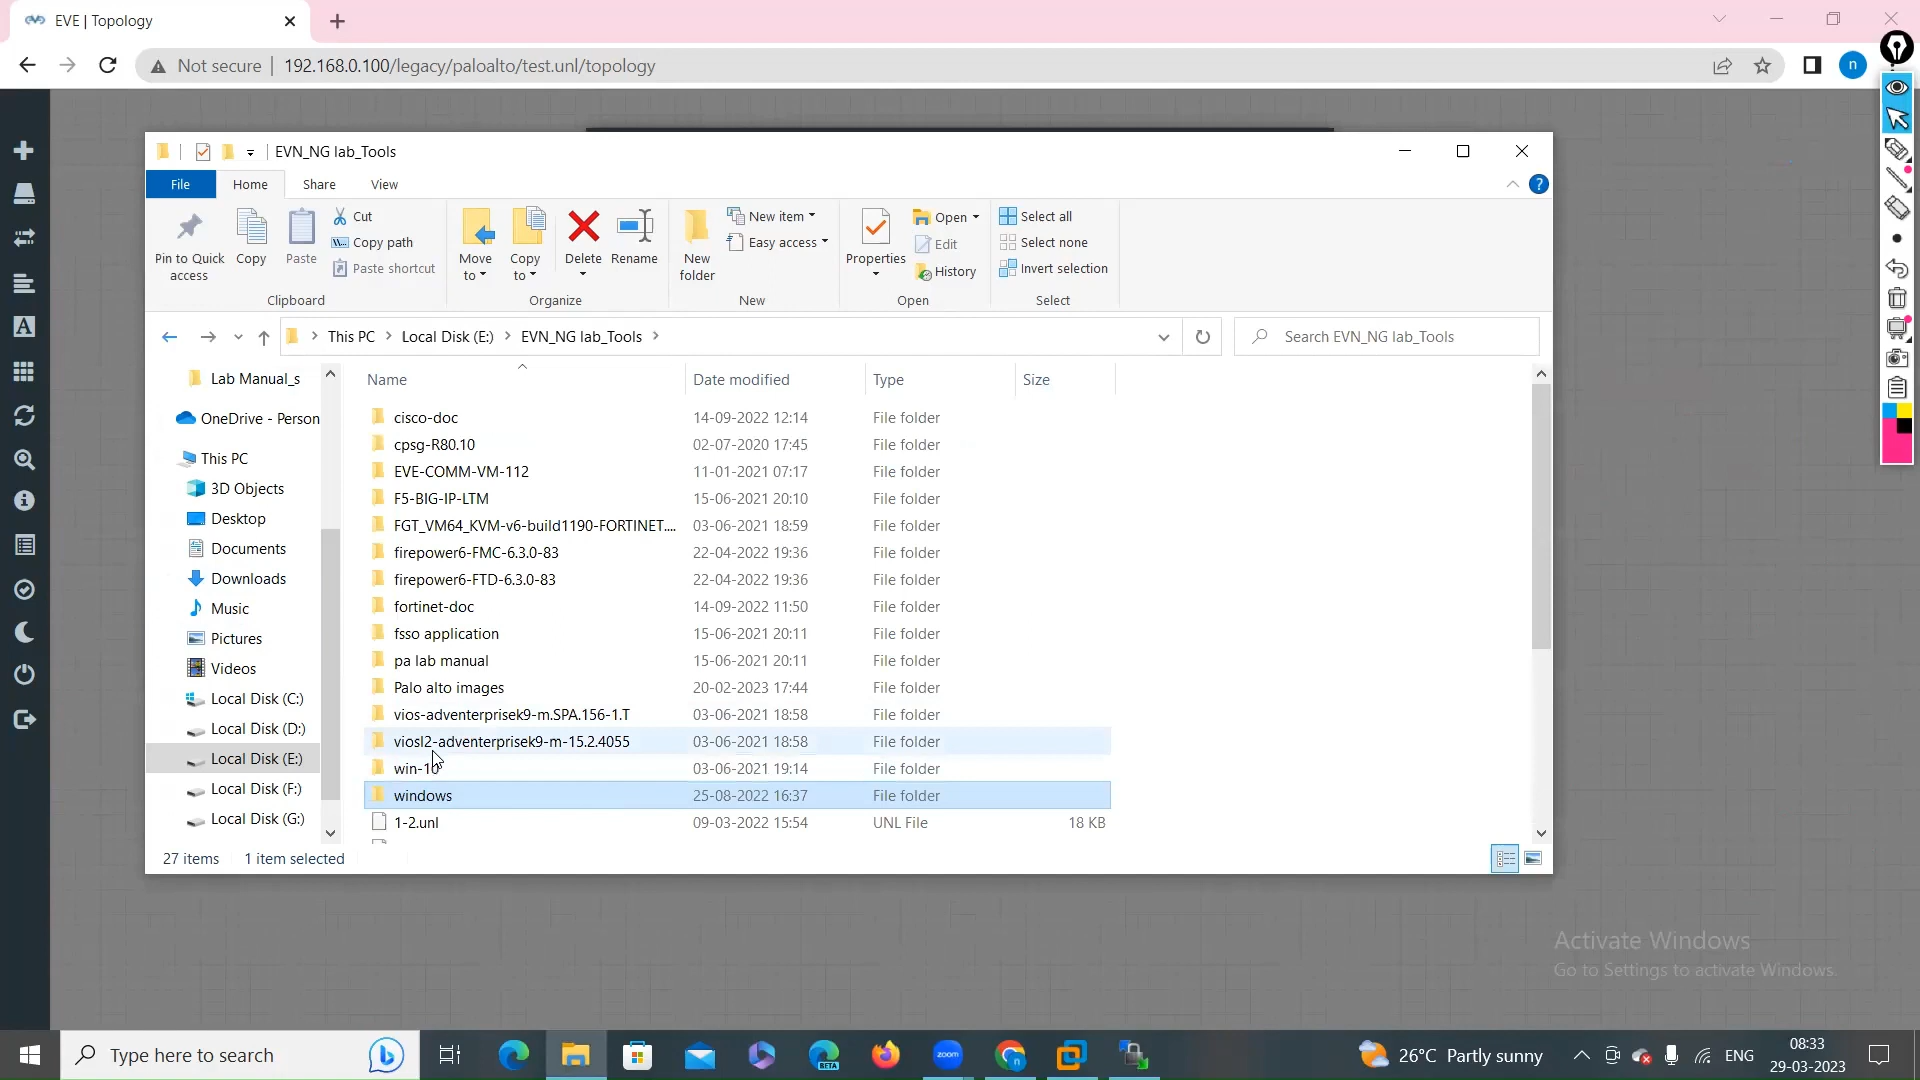 EVE | Topology
Not secure | 192.168.0.100/legacy/paloalto/test.unl/topology
n
EVN_NG lab_Tools
File Home Share View
Pin to Quick access
Copy
Paste
Cut
Copy path
Paste shortcut
Move to
Copy to
Delete
Rename
New folder
New item
Easy access
Properties
Open
Edit
History
Select all
Select none
Invert selection
Clipboard Organize New Open Select
This PC > Local Disk (E:) > EVN_NG lab_Tools >
Search EVN_NG lab_Tools
Lab Manual_s
OneDrive - Person
This PC
3D Objects
Desktop
Documents
Downloads
Music
Pictures
Videos
Local Disk (C:)
Local Disk (D:)
Local Disk (E:)
Local Disk (F:)
Local Disk (G:)
Name Date modified Type Size
cisco-doc 14-09-2022 12:14 File folder
cpsg-R80.10 02-07-2020 17:45 File folder
EVE-COMM-VM-112 11-01-2021 07:17 File folder
F5-BIG-IP-LTM 15-06-2021 20:10 File folder
FGT_VM64_KVM-v6-build1190-FORTINET.... 03-06-2021 18:59 File folder
firepower6-FMC-6.3.0-83 22-04-2022 19:36 File folder
firepower6-FTD-6.3.0-83 22-04-2022 19:36 File folder
fortinet-doc 14-09-2022 11:50 File folder
fsso application 15-06-2021 20:11 File folder
pa lab manual 15-06-2021 20:11 File folder
Palo alto images 20-02-2023 17:44 File folder
vios-adventerprisek9-m.SPA.156-1.T 03-06-2021 18:58 File folder
viosl2-adventerprisek9-m-15.2.4055 03-06-2021 18:58 File folder
win-10 03-06-2021 19:14 File folder
windows 25-08-2022 16:37 File folder
1-2.unl 09-03-2022 15:54 UNL File 18 KB
27 items 1 item selected
Activate Windows
Go to Settings to activate Windows.
Type here to search
BETA
zoom
n
26°C Partly sunny
ENG
08:33
29-03-2023